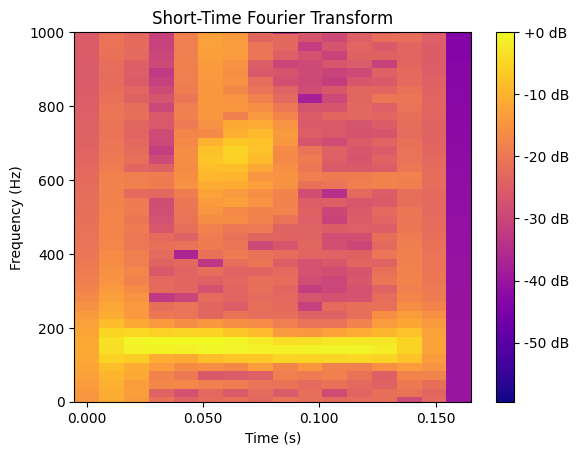 Short-Time Fourier Transform
1000
800
600
400
200
0
Frequency (Hz)
0.000
0.050
0.100
0.150
Time (s)
+0 dB
-10 dB
-20 dB
-30 dB
-40 dB
-50 dB